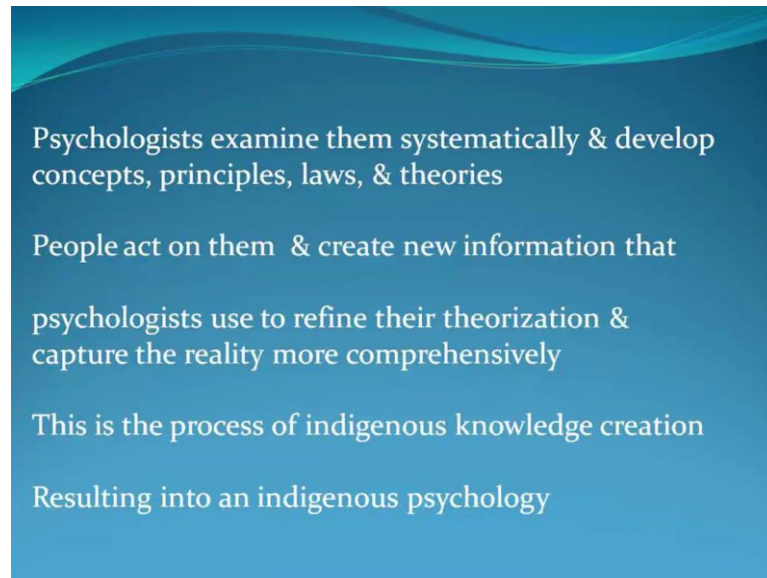 Psychologists examine them systematically & develop
concepts, principles, laws, & theories
People act on them & create new information that
psychologists use to refine their theorization &
capture the reality more comprehensively
This is the process of indigenous knowledge creation
Resulting into an indigenous psychology